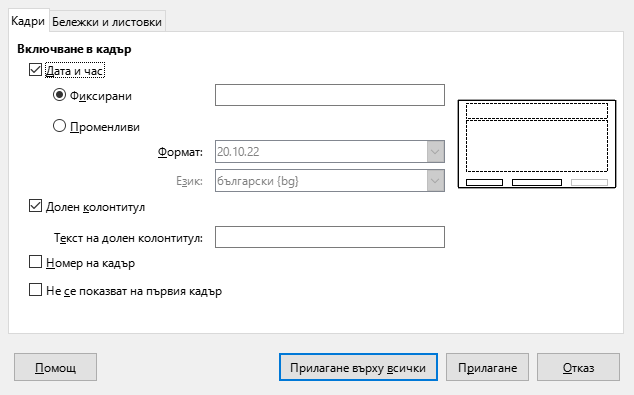 Кадри Бележки и листовки
Включване в кадър
Дата и час
Фиксирани
Променливи
Формат: 20.10.22
Език: български {bg}
Долен колонтитул
Текст на долен колонтитул:
Номер на кадър
Не се показват на първия кадър
Помощ Прилагане върху всички Прилагане Отказ